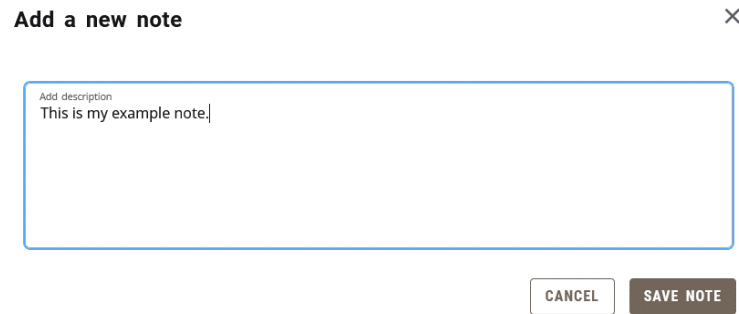 Add a new note
Add description
This is my example note.
CANCEL
SAVE NOTE